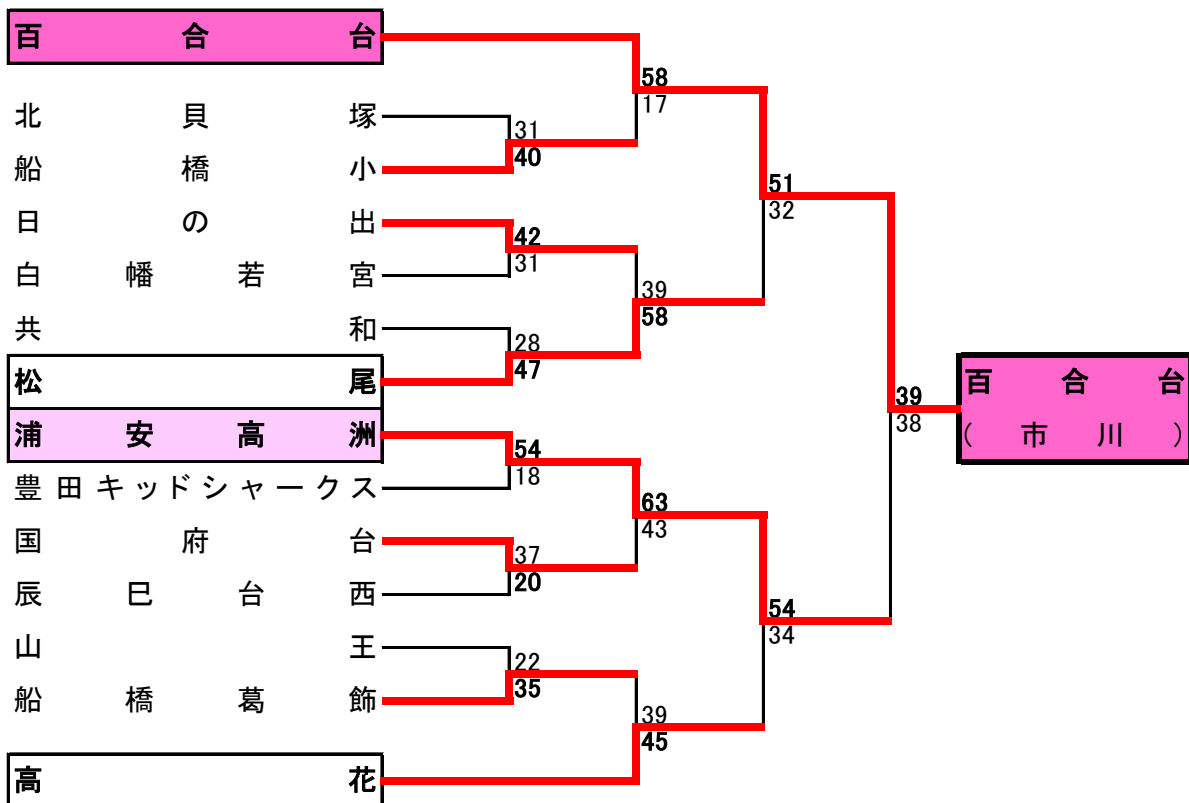 百合台
58
17
北貝塚
31
40
船橋小
51
32
日の出
42
31
白幡若宮
39
58
共和
28
47
松尾
百合台
39
38
(市川)
浦安高洲
54
18
豊田キッドシャークス
63
43
国府台
37
20
辰巳台西
54
34
山王
22
35
船橋葛飾
39
45
高花